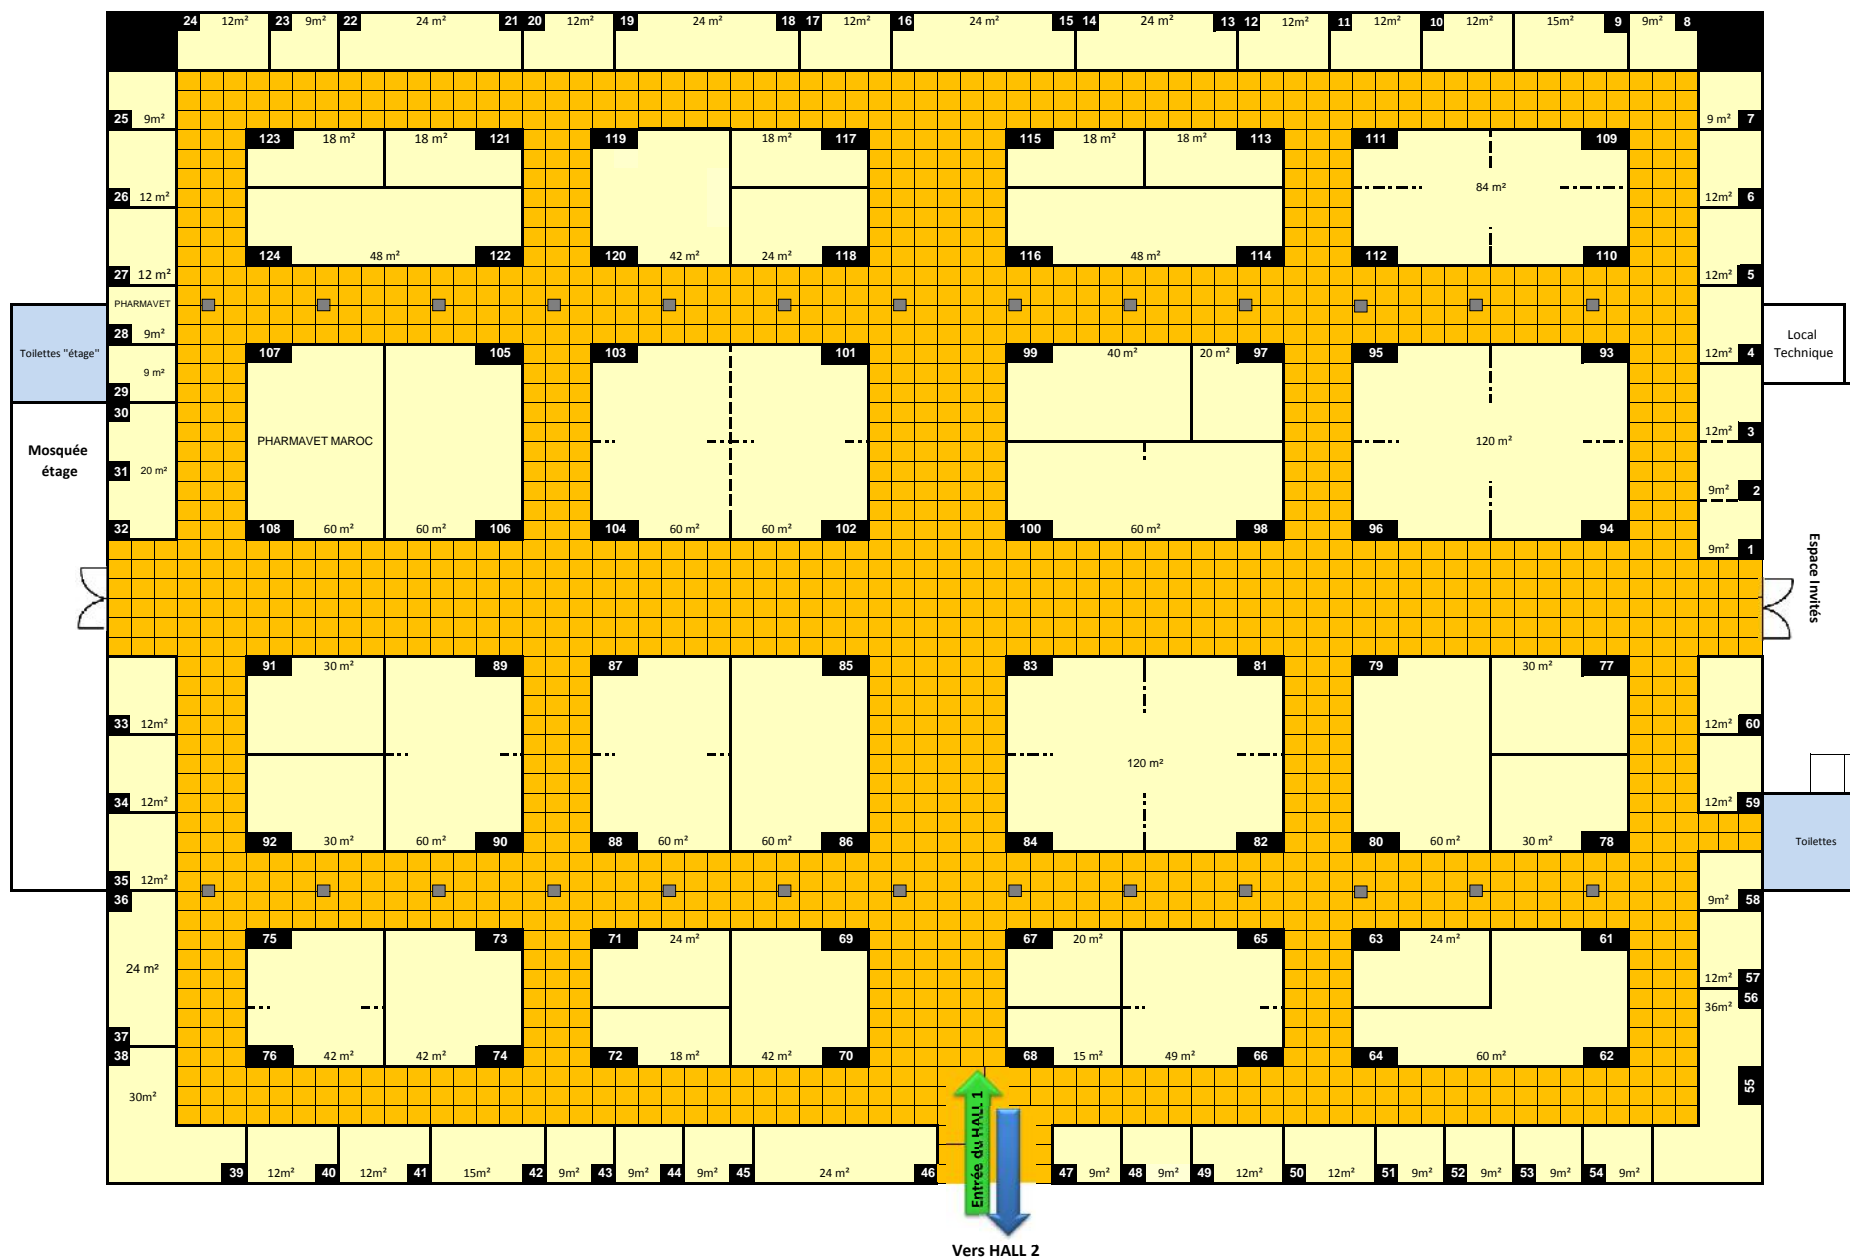 24 12m² 23 9m² 22 24 m² 21 20 12m² 19 24 m² 18 17 12m² 16 24 m² 15 14 24 m² 13 12 12m² 11 12m² 10 12m² 15m² 9 9m² 8
25 9m²
9 m² 7
123 18 m² 18 m² 121 119 18 m² 117 115 18 m² 18 m² 113 111 109
84 m²
26 12 m²
12m² 6
124 48 m² 122 120 42 m² 24 m² 118 116 48 m² 114 112 110
27 12 m²
12m² 5
PHARMAVET
28 9m²
Toilettes "étage"
Local
Technique
107 105 103 101 99 40 m² 20 m² 97 95 93
12m² 4
9 m²
29
30
Mosquée
étage
PHARMAVET MAROC
120 m²
12m² 3
31 20 m²
9m² 2
32
108 60 m² 60 m² 106 104 60 m² 60 m² 102 100 60 m² 98 96 94
9m² 1
Espace Invités
91 30 m² 89 87 85 83 81 79 30 m² 77
33 12m²
12m² 60
120 m²
34 12m²
12m² 59
92 30 m² 60 m² 90 88 60 m² 60 m² 86 84 82 80 60 m² 30 m² 78
Toilettes
35 12m²
36
9m² 58
75 73 71 24 m² 69 67 20 m² 65 63 24 m² 61
24 m²
12m² 57
56
36m²
37
38
76 42 m² 42 m² 74 72 18 m² 42 m² 70 68 15 m² 49 m² 66 64 60 m² 62
55
30m²
39 12m² 40 12m² 41 15m² 42 9m² 43 9m² 44 9m² 45 24 m² 46
Entrée du HALL 1
47 9m² 48 9m² 49 12m² 50 12m² 51 9m² 52 9m² 53 9m² 54 9m²
Vers HALL 2